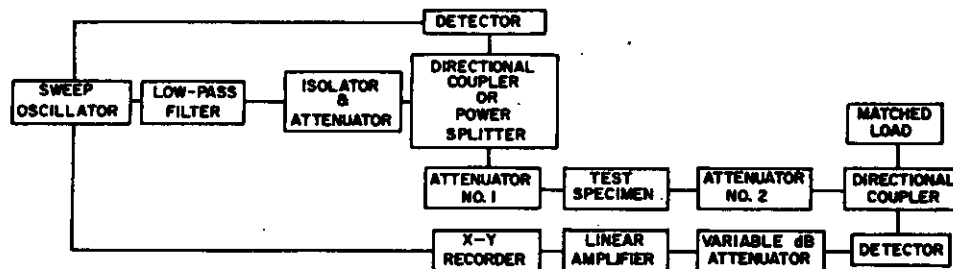 DETECTOR
SWEEP
OSCILLATOR
LOW-PASS
FILTER
ISOLATOR
&
ATTENUATOR
DIRECTIONAL
COUPLER
OR
POWER
SPLITTER
MATCHED
LOAD
ATTENUATOR
NO. 1
TEST
SPECIMEN
ATTENUATOR
NO. 2
DIRECTIONAL
COUPLER
X-Y
RECORDER
LINEAR
AMPLIFIER
VARIABLE dB
ATTENUATOR
DETECTOR